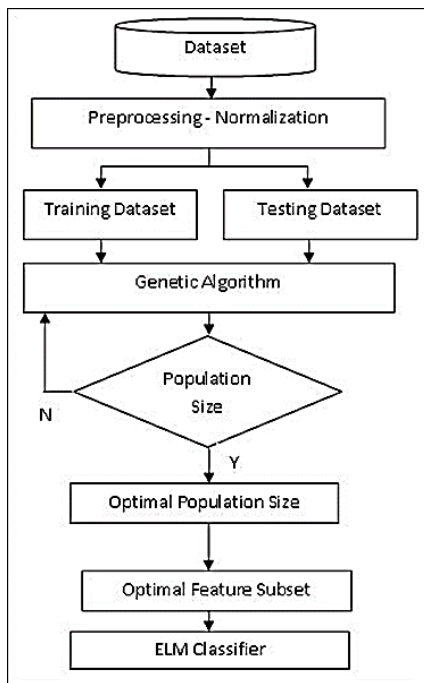 Dataset
Preprocessing - Normalization
Training Dataset
Testing Dataset
Genetic Algorithm
Population
Size
N
Y
Optimal Population Size
Optimal Feature Subset
ELM Classifier